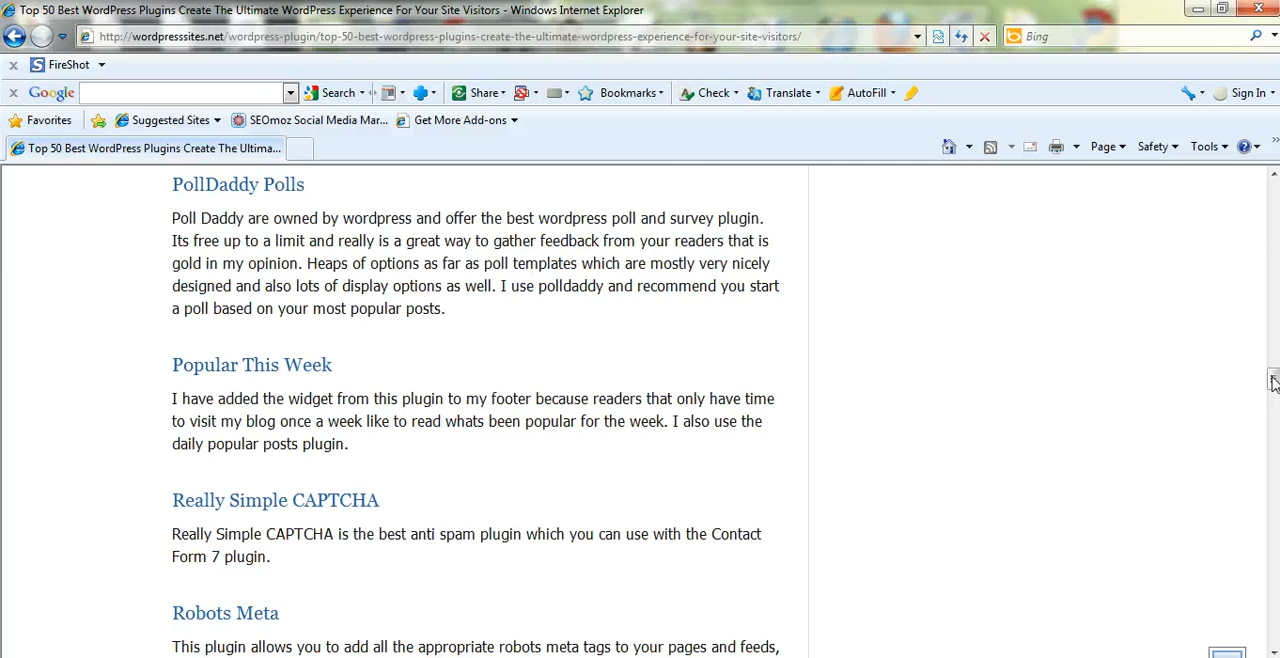 Top 50 Best WordPress Plugins Create The Ultimate WordPress Experience For Your Site Visitors - Windows Internet Explorer
http://wordpresssites.net/wordpress-plugin/top-50-best-wordpress-plugins-create-the-ultimate-wordpress-experience-for-your-site-visitors/
Bing
x S FireShot
x Google Search Share Bookmarks Check Translate AutoFill Sign In
Favorites Suggested Sites SEOmoz Social Media Mar... Get More Add-ons
Top 50 Best WordPress Plugins Create The Ultima... Page Safety Tools
PollDaddy Polls
Poll Daddy are owned by wordpress and offer the best wordpress poll and survey plugin.
Its free up to a limit and really is a great way to gather feedback from your readers that is
gold in my opinion. Heaps of options as far as poll templates which are mostly very nicely
designed and also lots of display options as well. I use polldaddy and recommend you start
a poll based on your most popular posts.
Popular This Week
I have added the widget from this plugin to my footer because readers that only have time
to visit my blog once a week like to read whats been popular for the week. I also use the
daily popular posts plugin.
Really Simple CAPTCHA
Really Simple CAPTCHA is the best anti spam plugin which you can use with the Contact
Form 7 plugin.
Robots Meta
This plugin allows you to add all the appropriate robots meta tags to your pages and feeds,